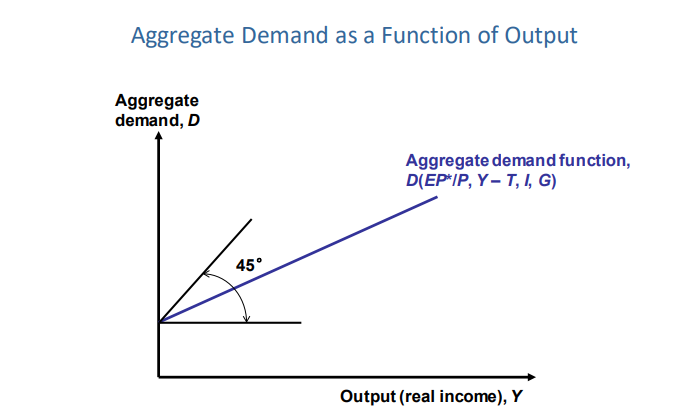 Aggregate Demand as a Function of Output
Aggregate
demand, D
Aggregate demand function,
D(EP*/P, Y – T, I, G)
45°
Output (real income), Y